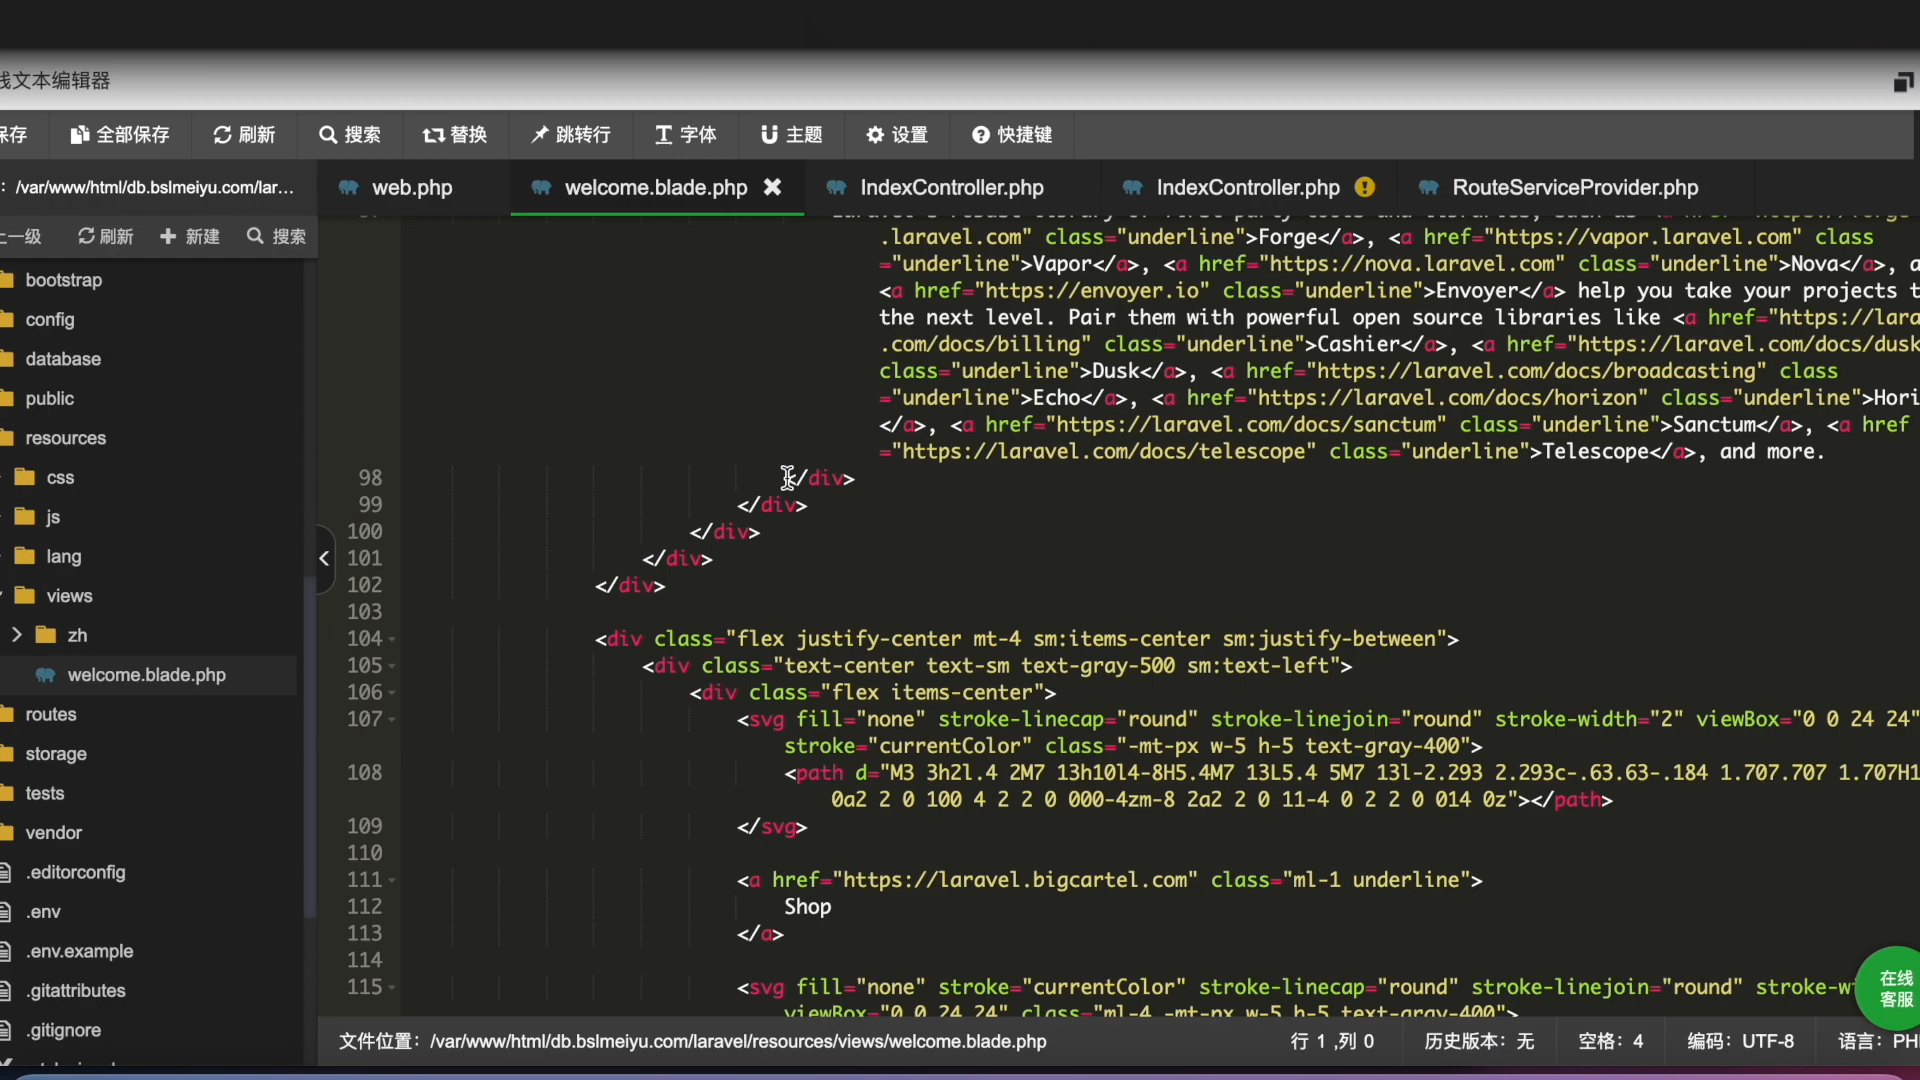 线文本编辑器
保存 全部保存 刷新 搜索 替换 跳转行 字体 主题 设置 快捷键
: /var/www/html/db.bslmeiyu.com/lar... web.php welcome.blade.php IndexController.php IndexController.php RouteServiceProvider.php
上一级 刷新 新建 搜索
bootstrap
config
database
public
resources
css
js
lang
views
zh
welcome.blade.php
routes
storage
tests
vendor
.editorconfig
.env
.env.example
.gitattributes
.gitignore
.laravel.com" class="underline">Forge</a>, <a href="https://vapor.laravel.com" class
="underline">Vapor</a>, <a href="https://nova.laravel.com" class="underline">Nova</a>, a
<a href="https://envoyer.io" class="underline">Envoyer</a> help you take your projects t
the next level. Pair them with powerful open source libraries like <a href="https://lara
.com/docs/billing" class="underline">Cashier</a>, <a href="https://laravel.com/docs/dusk
class="underline">Dusk</a>, <a href="https://laravel.com/docs/broadcasting" class
="underline">Echo</a>, <a href="https://laravel.com/docs/horizon" class="underline">Hori
</a>, <a href="https://laravel.com/docs/sanctum" class="underline">Sanctum</a>, <a href
="https://laravel.com/docs/telescope" class="underline">Telescope</a>, and more.
98 </div>
99 </div>
100 </div>
101 </div>
102 </div>
103
104 <div class="flex justify-center mt-4 sm:items-center sm:justify-between">
105 <div class="text-center text-sm text-gray-500 sm:text-left">
106 <div class="flex items-center">
107 <svg fill="none" stroke-linecap="round" stroke-linejoin="round" stroke-width="2" viewBox="0 0 24 24"
stroke="currentColor" class="-mt-px w-5 h-5 text-gray-400">
108 <path d="M3 3h2l.4 2M7 13h10l4-8H5.4M7 13L5.4 5M7 13l-2.293 2.293c-.63.63-.184 1.707.707 1.707H1
0a2 2 0 100 4 2 2 0 000-4zm-8 2a2 2 0 11-4 0 2 2 0 014 0z"></path>
109 </svg>
110
111 <a href="https://laravel.bigcartel.com" class="ml-1 underline">
112 Shop
113 </a>
114
115 <svg fill="none" stroke="currentColor" stroke-linecap="round" stroke-linejoin="round" stroke-w
viewBox="0 0 24 24" class="ml-4 -mt-px w-5 h-5 text-gray-400">
在线
客服
文件位置: /var/www/html/db.bslmeiyu.com/laravel/resources/views/welcome.blade.php 行 1 ,列 0 历史版本: 无 空格: 4 编码: UTF-8 语言: PH